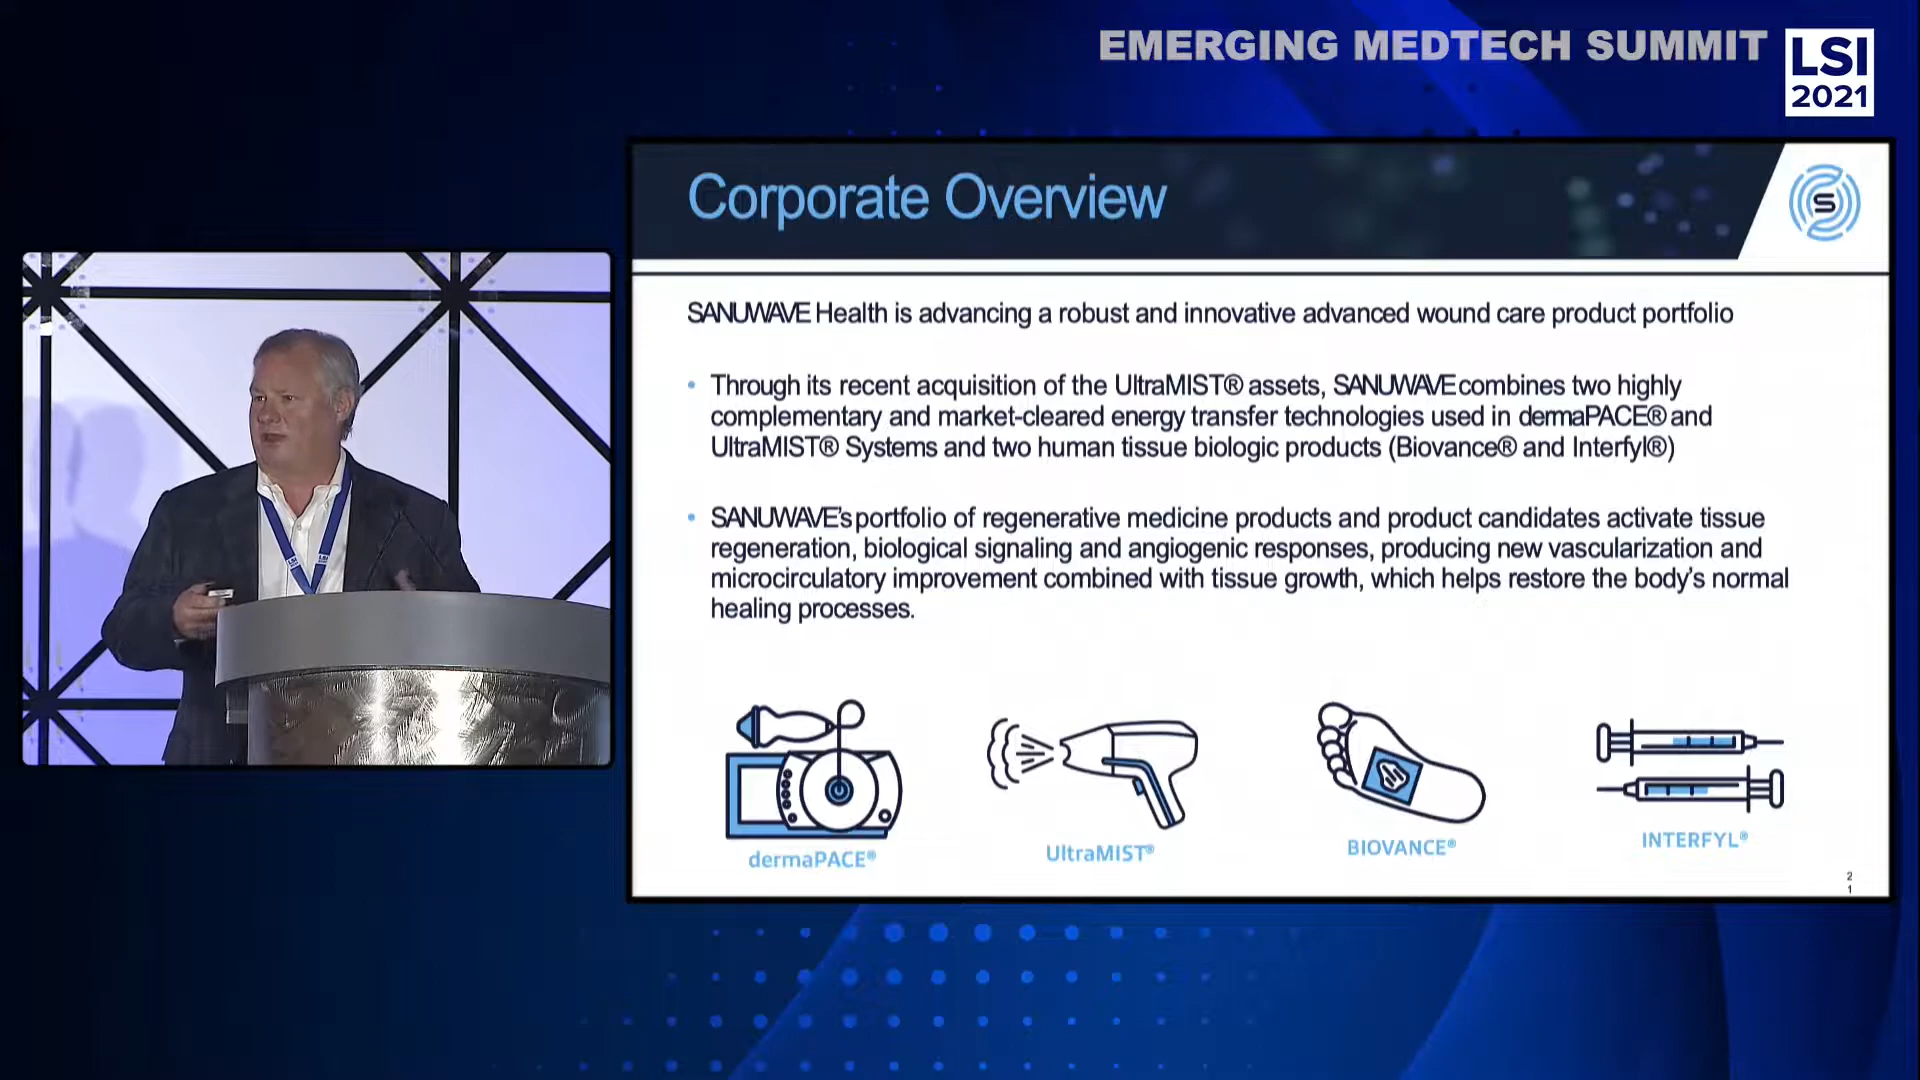 EMERGING MEDTECH SUMMIT
LSI
2021
Corporate Overview
S
SANUWAVE Health is advancing a robust and innovative advanced wound care product portfolio
• Through its recent acquisition of the UltraMIST® assets, SANUWAVE combines two highly
complementary and market-cleared energy transfer technologies used in dermaPACE® and
UltraMIST® Systems and two human tissue biologic products (Biovance® and Interfyl®)
• SANUWAVE's portfolio of regenerative medicine products and product candidates activate tissue
regeneration, biological signaling and angiogenic responses, producing new vascularization and
microcirculatory improvement combined with tissue growth, which helps restore the body's normal
healing processes.
dermaPACE®
UltraMIST®
BIOVANCE®
INTERFYL®
2
1
LSI